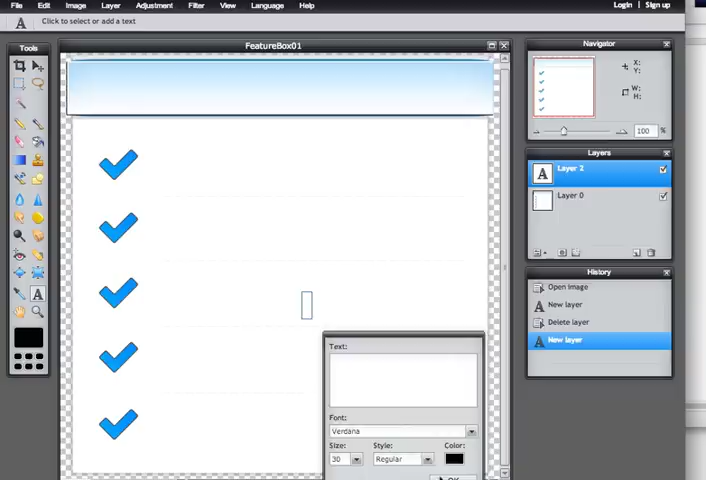 File Edit Image Layer Adjustment Filter View Language Help Login | Sign up
A Click to select or add a text
Tools
FeatureBox01
Navigator
X:
Y:
W:
H:
100 %
Layers
A Layer 2
Layer 0
History
Open image
New layer
Delete layer
New layer
Text:
Font:
Verdana
Size: Style: Color:
30 Regular
OK